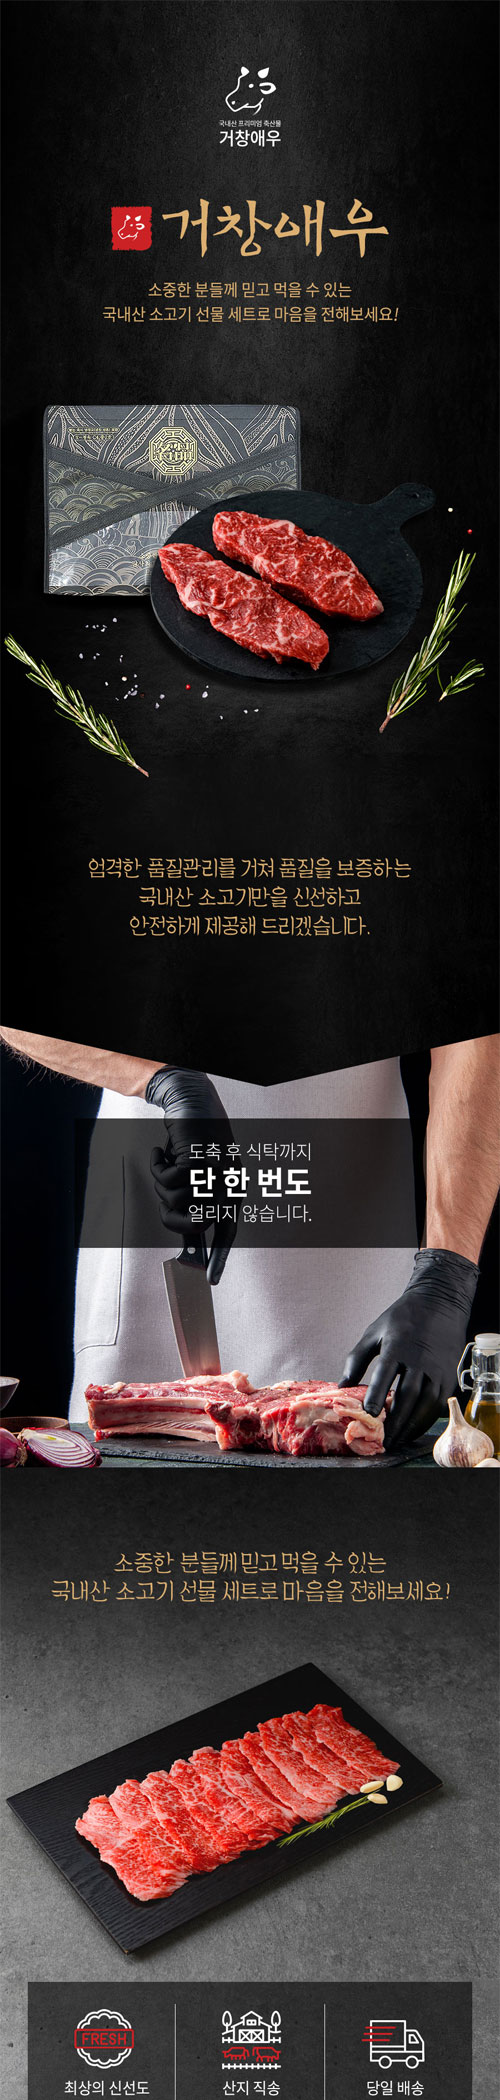 국내산 프리미엄 축산물
거창애우
거창애우
소중한 분들께 믿고 먹을 수 있는
국내산 소고기 선물 세트로 마음을 전해보세요!
엄격한 품질관리를 거쳐 품질을 보증하는
국내산 소고기만을 신선하고
안전하게 제공해 드리겠습니다.
도축 후 식탁까지
단 한 번도
얼리지 않습니다.
소중한 분들께 믿고 먹을 수 있는
국내산 소고기 선물 세트로 마음을 전해보세요!
FRESH
최상의 신선도
산지 직송
당일 배송